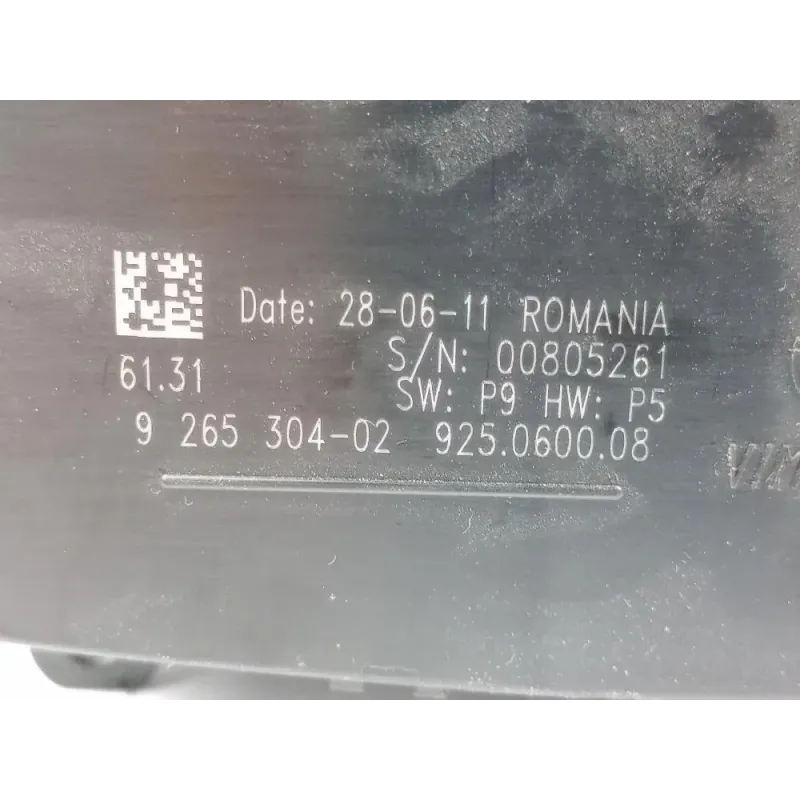 Date: 28-06-11 ROMANIA
S/N: 00805261
61.31
SW: P9 HW: P5
9 265 304-02 925.0600.08